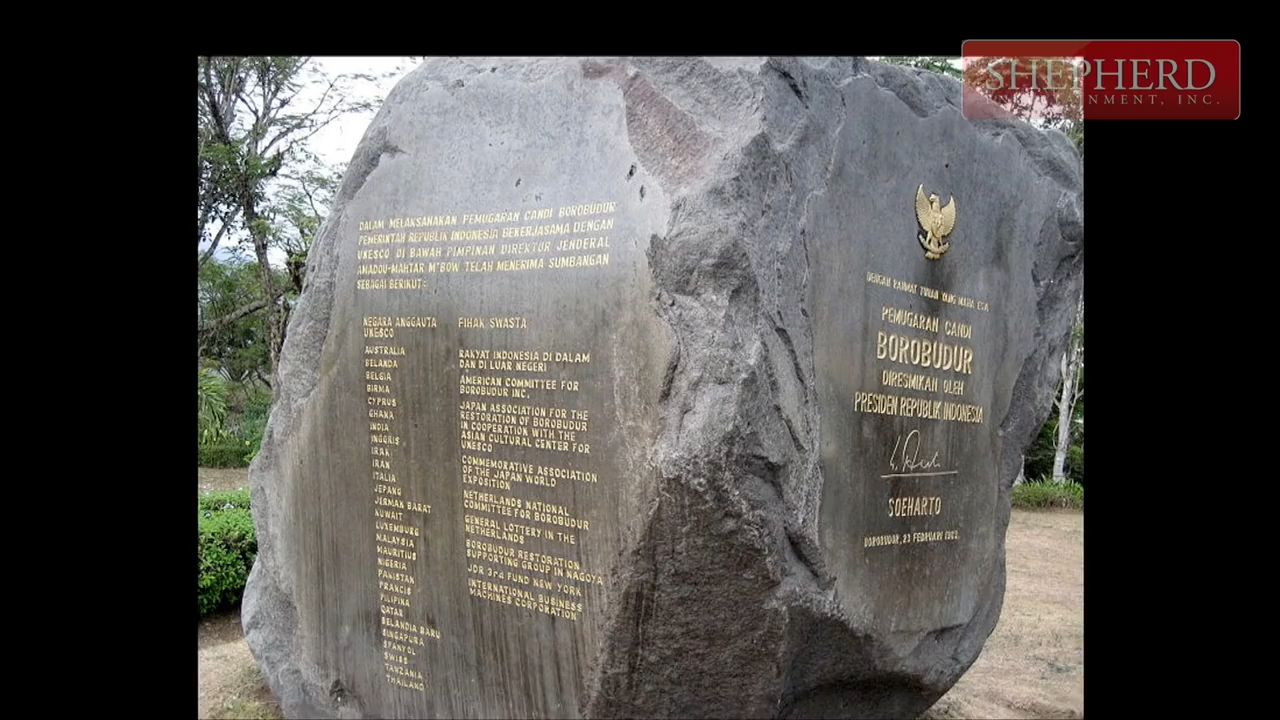 SHEPHERD
ENTERTAINMENT, INC.
DALAM MELAKSANAKAN PEMUGARAN CANDI BOROBUDUR
PEMERINTAH REPUBLIK INDONESIA BEKERJASAMA DENGAN
UNESCO DI BAWAH PIMPINAN DIREKTOR JENDERAL
AMADOU-MAHTAR M'BOW TELAH MENERIMA SUMBANGAN
SEBAGAI BERIKUT:
NEGARA ANGGAUTA
UNESCO
AUSTRALIA
BELANDA
BELGIA
BIRMA
CYPRUS
GHANA
INDIA
INGGRIS
IRAK
IRAN
ITALIA
JEPANG
JERMAN BARAT
KUWAIT
LUXEMBURG
MALAYSIA
MAURITIUS
NIGERIA
PAKISTAN
PRANCIS
PILIPINA
QATAR
SELANDIA BARU
SINGAPURA
SPANYOL
SWISS
TANZANIA
THAILAND
FIHAK SWASTA
RAKYAT INDONESIA DI DALAM
DAN DI LUAR NEGERI
AMERICAN COMMITTEE FOR
BOROBUDUR INC.
JAPAN ASSOCIATION FOR THE
RESTORATION OF BOROBUDUR
IN COOPERATION WITH THE
ASIAN CULTURAL CENTER FOR
UNESCO
COMMEMORATIVE ASSOCIATION
OF THE JAPAN WORLD
EXPOSITION
NETHERLANDS NATIONAL
COMMITTEE FOR BOROBUDUR
GENERAL LOTTERY IN THE
NETHERLANDS
BOROBUDUR RESTORATION
SUPPORTING GROUP IN NAGOYA
JDR 3rd FUND NEW YORK
INTERNATIONAL BUSINESS
MACHINES CORPORATION
DENGAN RAHMAT TUHAN YANG MAHA ESA
PEMUGARAN CANDI
BOROBUDUR
DIRESMIKAN OLEH
PRESIDEN REPUBLIK INDONESIA
SOEHARTO
BOROBUDUR, 23 FEBRUARI 1983.